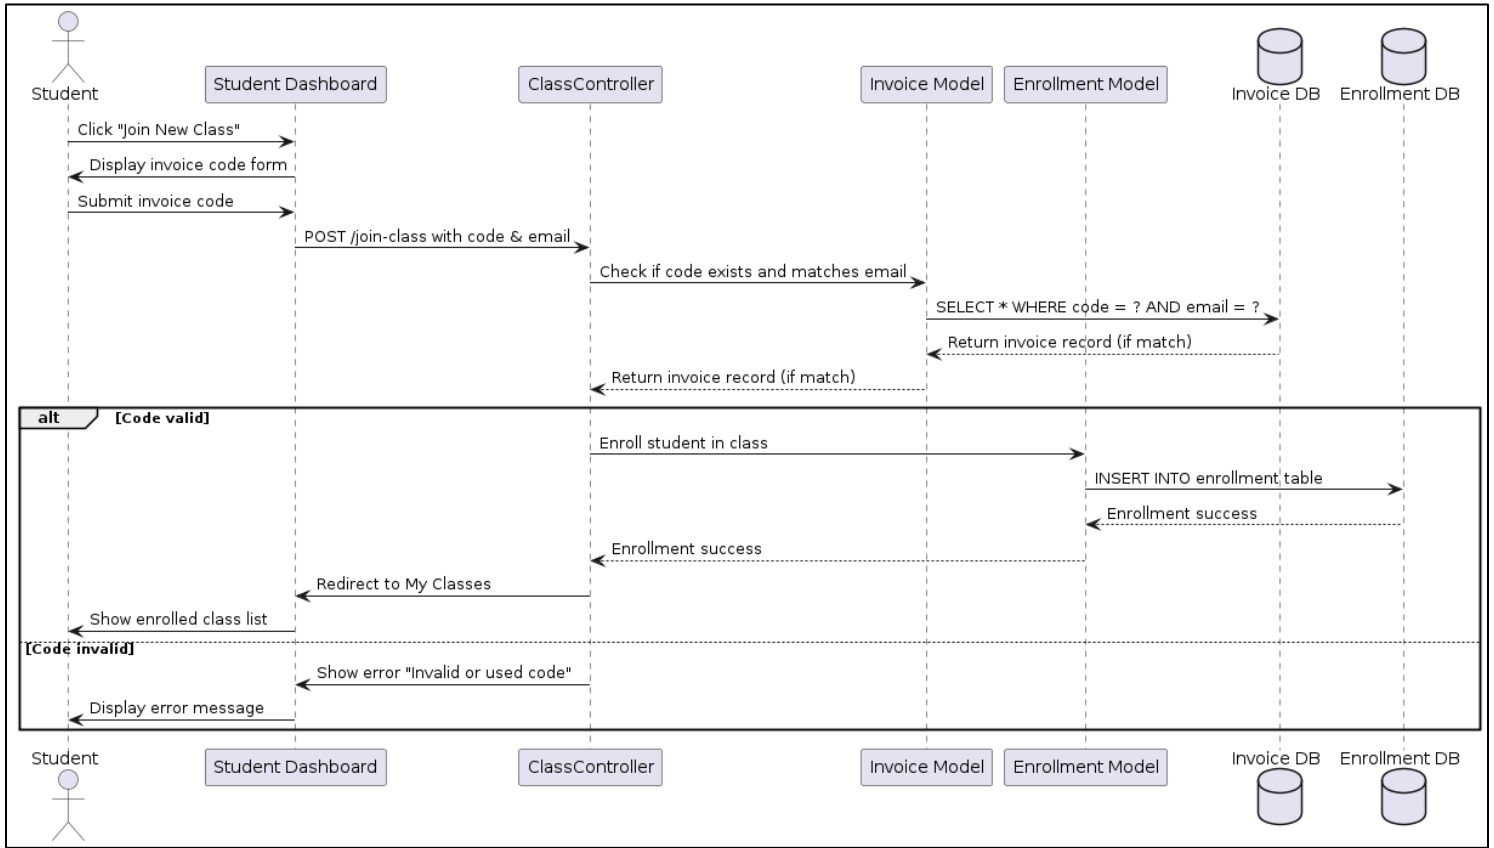 Student
Student Dashboard
ClassController
Invoice Model
Enrollment Model
Invoice DB
Enrollment DB
Click "Join New Class"
Display invoice code form
Submit invoice code
POST /join-class with code & email
Check if code exists and matches email
SELECT * WHERE code = ? AND email = ?
Return invoice record (if match)
Return invoice record (if match)
alt
[Code valid]
Enroll student in class
INSERT INTO enrollment table
Enrollment success
Enrollment success
Redirect to My Classes
Show enrolled class list
[Code invalid]
Show error "Invalid or used code"
Display error message
Student
Student Dashboard
ClassController
Invoice Model
Enrollment Model
Invoice DB
Enrollment DB